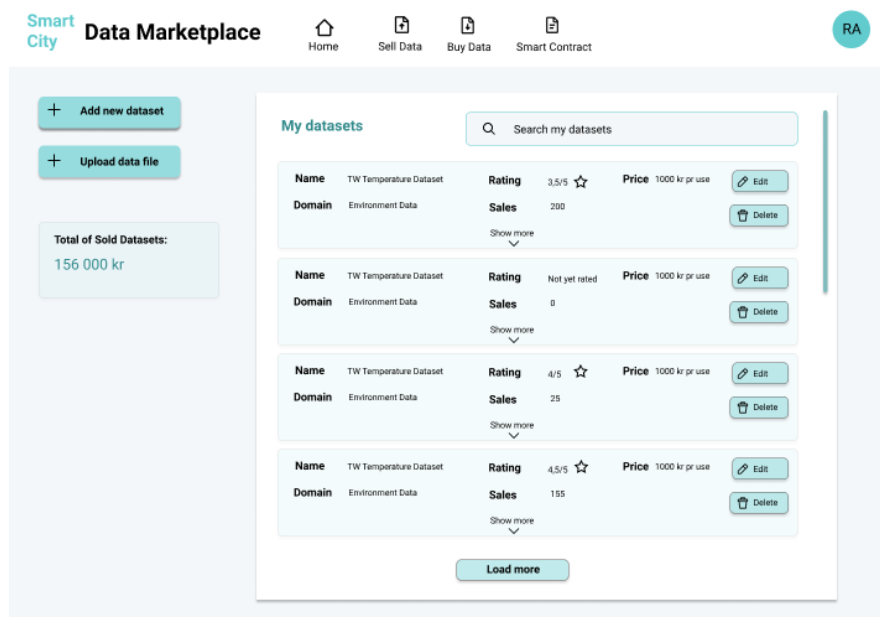 Smart City
Data Marketplace
Home
Sell Data
Buy Data
Smart Contract
RA
Add new dataset
Upload data file
Total of Sold Datasets:
156 000 kr
My datasets
Search my datasets
Name TW Temperature Dataset Rating 3,5/5 Price 1000 kr pr use Edit
Domain Environment Data Sales 200 Delete
Show more
Name TW Temperature Dataset Rating Not yet rated Price 1000 kr pr use Edit
Domain Environment Data Sales 0 Delete
Show more
Name TW Temperature Dataset Rating 4/5 Price 1000 kr pr use Edit
Domain Environment Data Sales 25 Delete
Show more
Name TW Temperature Dataset Rating 4,5/5 Price 1000 kr pr use Edit
Domain Environment Data Sales 155 Delete
Show more
Load more